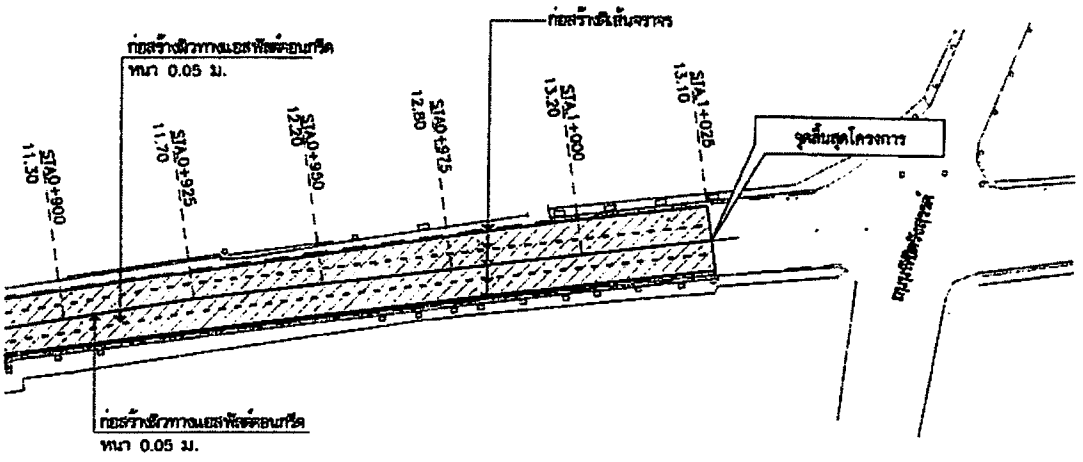 ก่อสร้างตีเส้นจราจร
ก่อสร้างผิวทางแอสฟัลต์คอนกรีต
หนา 0.05 ม.
STA.0+900
11.30
STA.0+925
11.70
STA.0+950
12.20
STA.0+975
12.80
STA.1+000
13.20
STA.1+025
13.10
จุดสิ้นสุดโครงการ
ก่อสร้างผิวทางแอสฟัลต์คอนกรีต
หนา 0.05 ม.